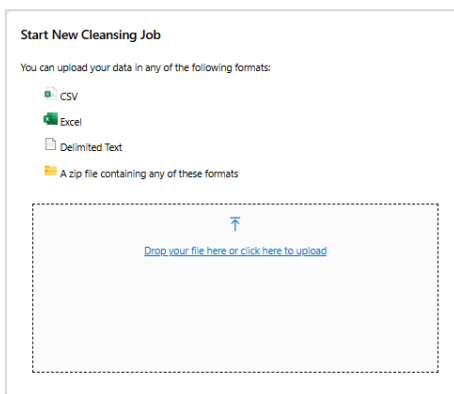 Start New Cleansing Job
You can upload your data in any of the following formats:
CSV
Excel
Delimited Text
A zip file containing any of these formats
Drop your file here or click here to upload